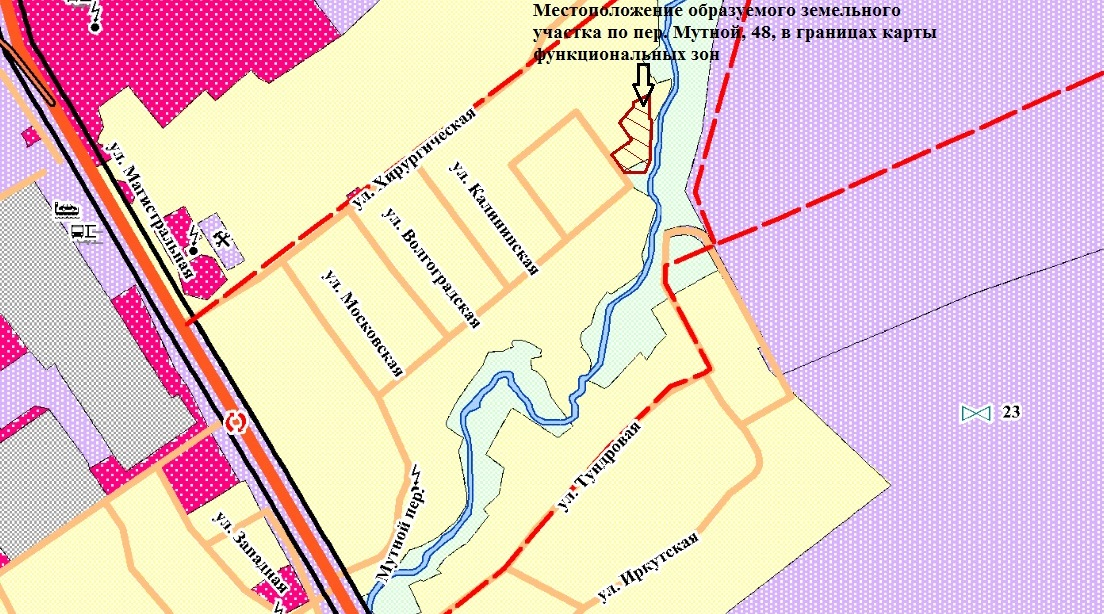 Местоположение образуемого земельного
участка по пер. Мутной, 48, в границах карты
функциональных зон
ул. Хирургическая
ул. Магистральная
ул. Калининская
ул. Волгоградская
ул. Московская
23
ул. Тундровая
Мутной пер.
ул. Западная
ул. Иркутская